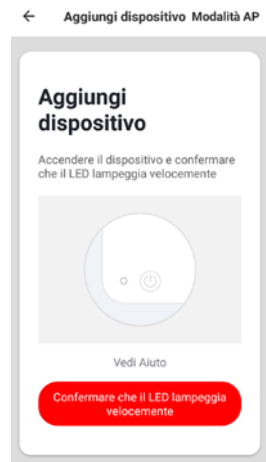 Aggiungi dispositivo Modalità AP
Aggiungi
dispositivo
Accendere il dispositivo e confermare
che il LED lampeggia velocemente
Vedi Aiuto
Confermare che il LED lampeggia
velocemente